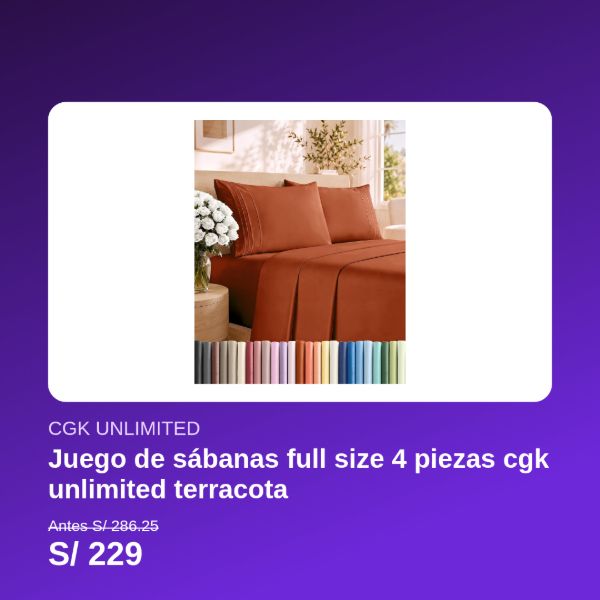 CGK UNLIMITED
Juego de sábanas full size 4 piezas cgk
unlimited terracota
Antes S/ 286.25
S/ 229